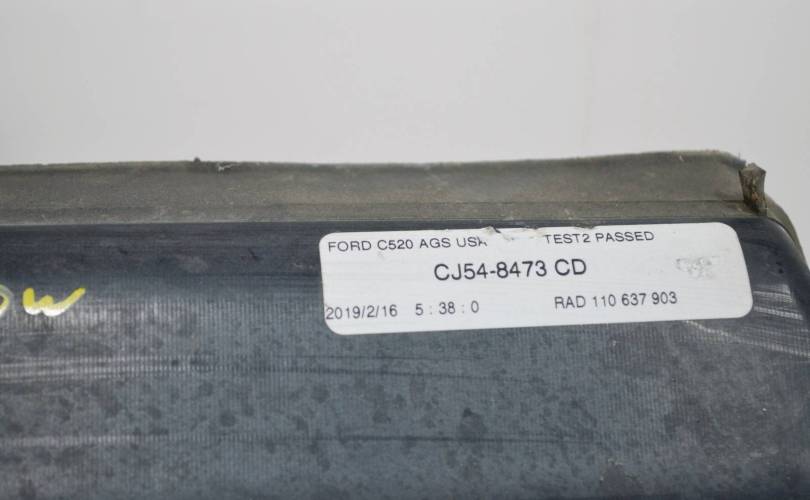 FORD C520 AGS USA TEST2 PASSED
CJ54-8473 CD
2019/2/16 5 : 38 : 0 RAD 110 637 903
OW